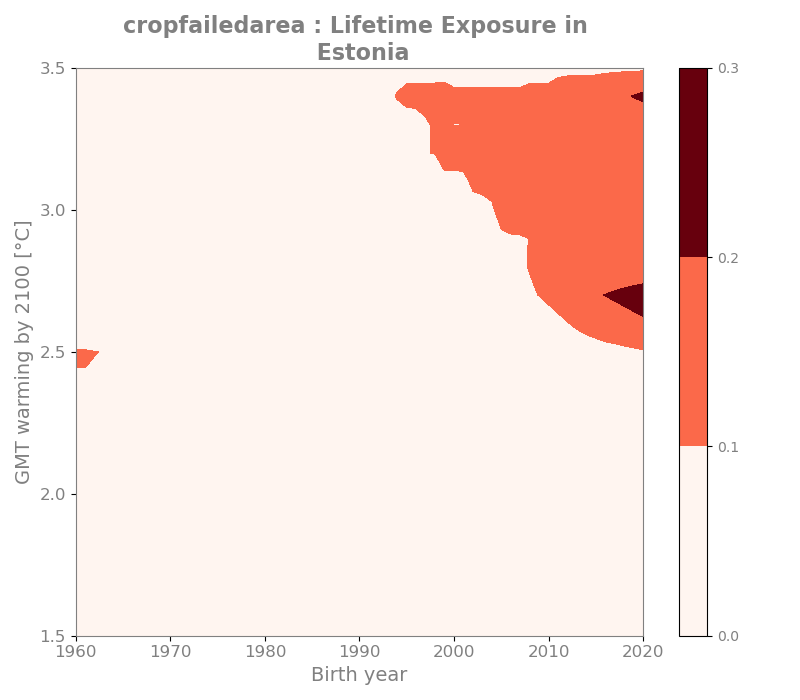 cropfailedarea : Lifetime Exposure in
Estonia
3.5
3.0
2.5
2.0
1.5
GMT warming by 2100 [°C]
1960 1970 1980 1990 2000 2010 2020
Birth year
0.3
0.2
0.1
0.0